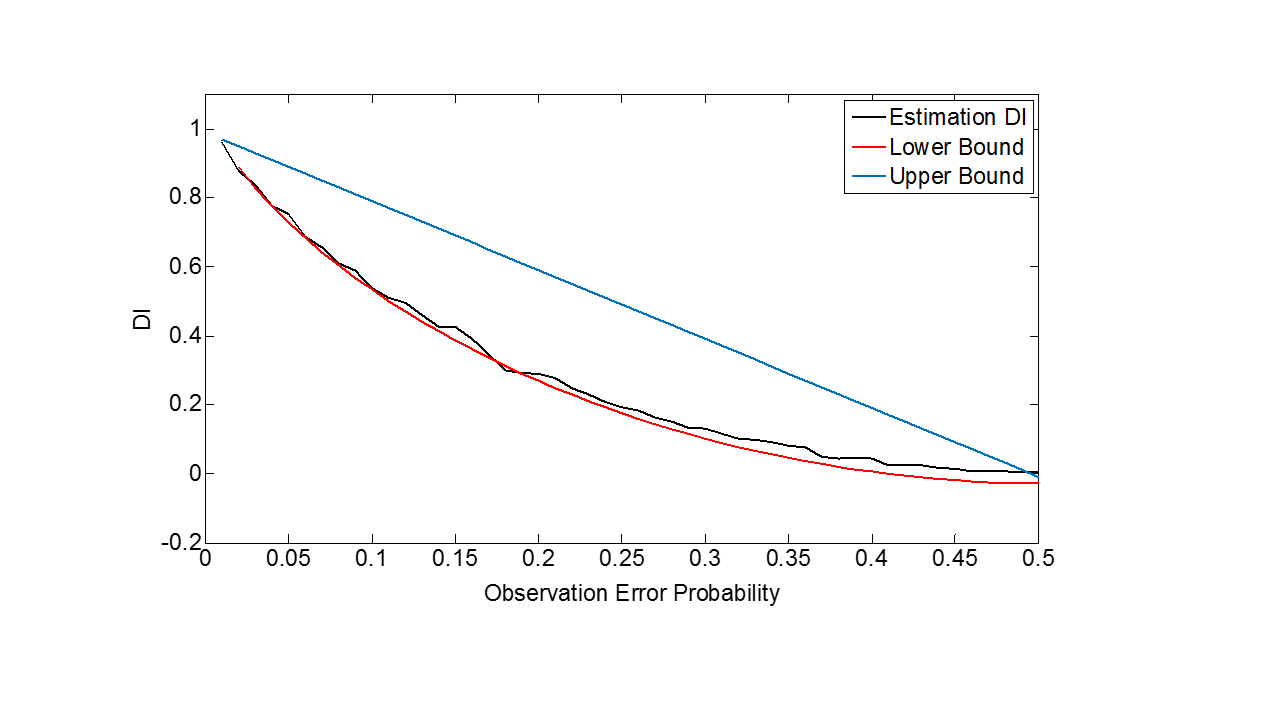 Estimation DI
Lower Bound
Upper Bound
1
0.8
0.6
0.4
0.2
0
-0.2
DI
0 0.05 0.1 0.15 0.2 0.25 0.3 0.35 0.4 0.45 0.5
Observation Error Probability